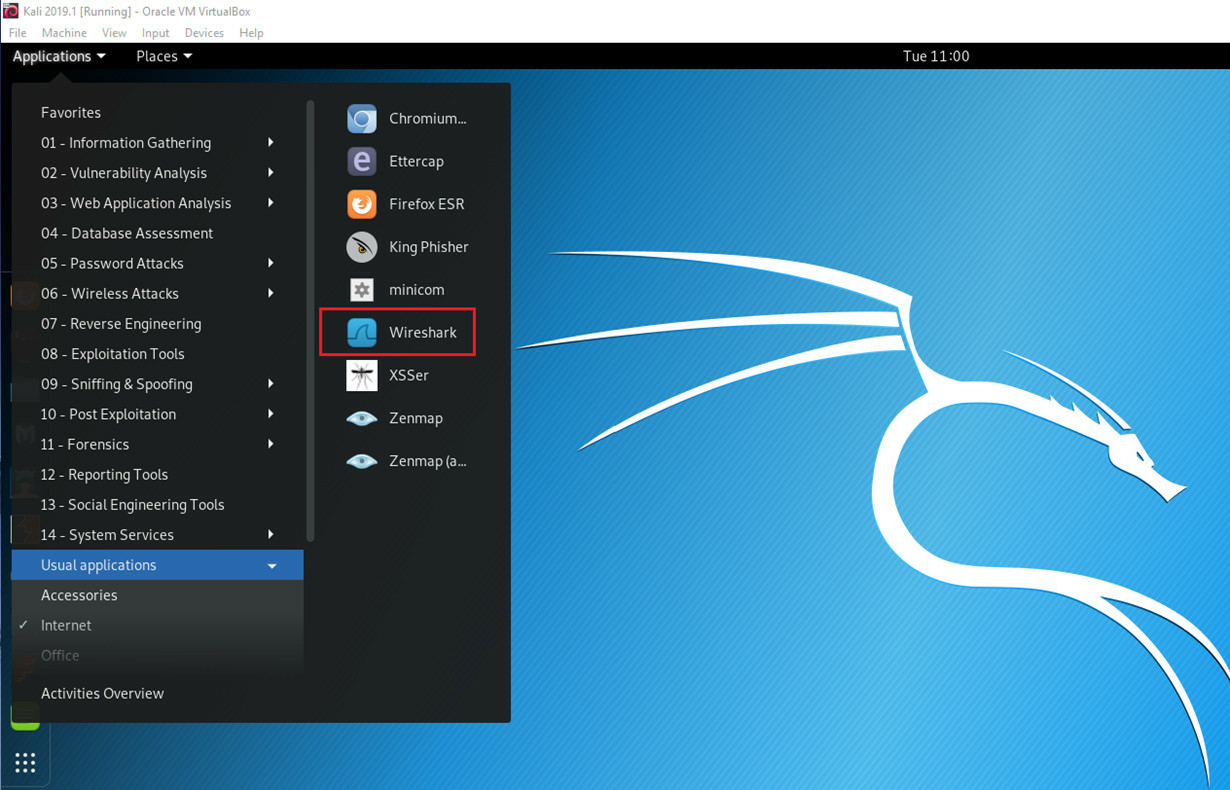 Kali 2019.1 [Running] - Oracle VM VirtualBox
File Machine View Input Devices Help
Applications Places Tue 11:00
Favorites
01 - Information Gathering
02 - Vulnerability Analysis
03 - Web Application Analysis
04 - Database Assessment
05 - Password Attacks
06 - Wireless Attacks
07 - Reverse Engineering
08 - Exploitation Tools
09 - Sniffing & Spoofing
10 - Post Exploitation
11 - Forensics
12 - Reporting Tools
13 - Social Engineering Tools
14 - System Services
Usual applications
Accessories
Internet
Office
Activities Overview
Chromium...
Ettercap
Firefox ESR
King Phisher
minicom
Wireshark
XSSer
Zenmap
Zenmap (a...